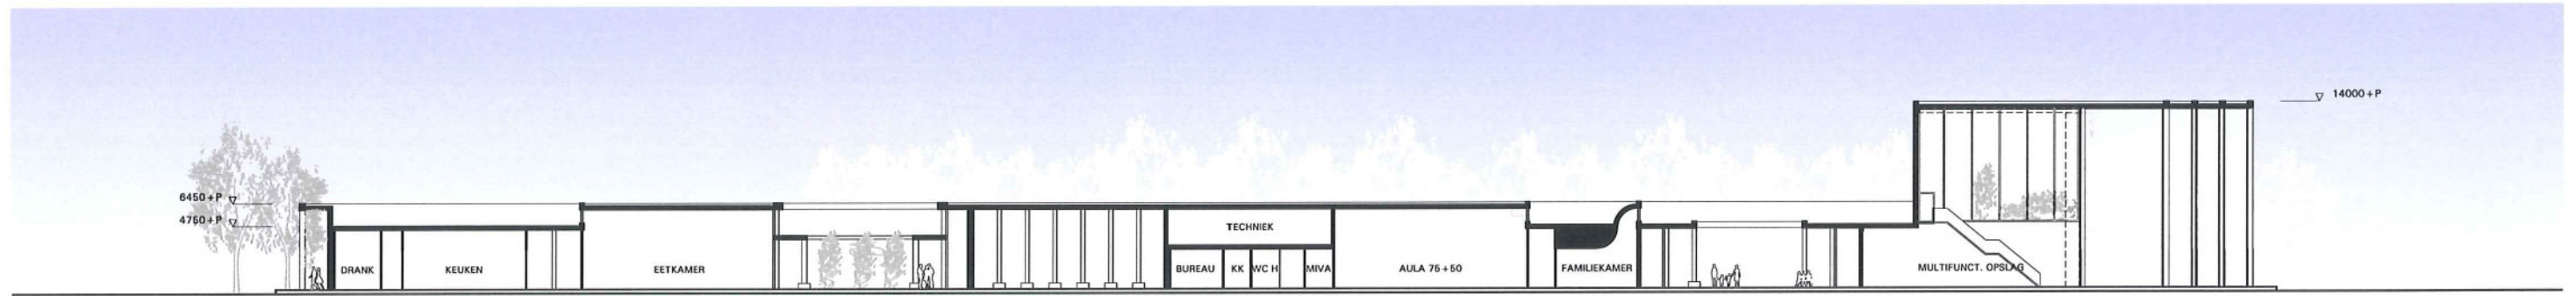 14000+P
6450+P
4750+P
TECHNIEK
DRANK
KEUKEN
EETKAMER
BUREAU
KK
WC H
MIVA
AULA 75+50
FAMILIEKAMER
MULTIFUNCT. OPSLAG